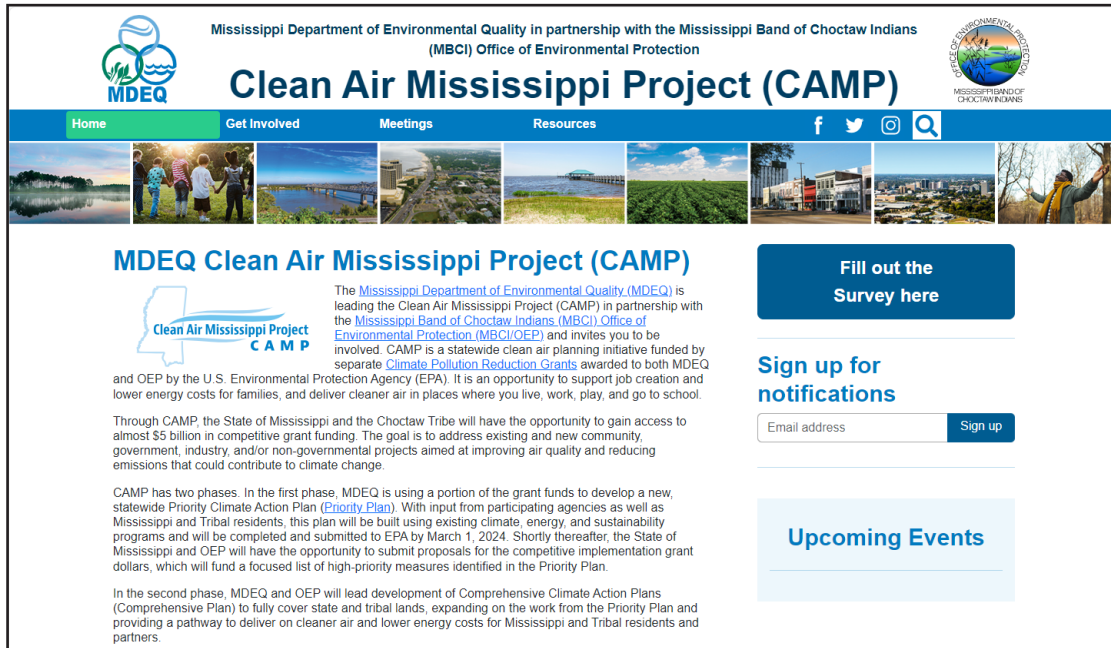 Mississippi Department of Environmental Quality in partnership with the Mississippi Band of Choctaw Indians
(MBCI) Office of Environmental Protection
Clean Air Mississippi Project (CAMP)
MDEQ
OFFICE OF ENVIRONMENTAL PROTECTION
MISSISSIPPI BAND OF
CHOCTAW INDIANS
Home
Get Involved
Meetings
Resources
MDEQ Clean Air Mississippi Project (CAMP)
Clean Air Mississippi Project
CAMP
The Mississippi Department of Environmental Quality (MDEQ) is
leading the Clean Air Mississippi Project (CAMP) in partnership with
the Mississippi Band of Choctaw Indians (MBCI) Office of
Environmental Protection (MBCI/OEP) and invites you to be
involved. CAMP is a statewide clean air planning initiative funded by
separate Climate Pollution Reduction Grants awarded to both MDEQ
and OEP by the U.S. Environmental Protection Agency (EPA). It is an opportunity to support job creation and
lower energy costs for families, and deliver cleaner air in places where you live, work, play, and go to school.
Through CAMP, the State of Mississippi and the Choctaw Tribe will have the opportunity to gain access to
almost $5 billion in competitive grant funding. The goal is to address existing and new community,
government, industry, and/or non-governmental projects aimed at improving air quality and reducing
emissions that could contribute to climate change.
CAMP has two phases. In the first phase, MDEQ is using a portion of the grant funds to develop a new,
statewide Priority Climate Action Plan (Priority Plan). With input from participating agencies as well as
Mississippi and Tribal residents, this plan will be built using existing climate, energy, and sustainability
programs and will be completed and submitted to EPA by March 1, 2024. Shortly thereafter, the State of
Mississippi and OEP will have the opportunity to submit proposals for the competitive implementation grant
dollars, which will fund a focused list of high-priority measures identified in the Priority Plan.
In the second phase, MDEQ and OEP will lead development of Comprehensive Climate Action Plans
(Comprehensive Plan) to fully cover state and tribal lands, expanding on the work from the Priority Plan and
providing a pathway to deliver on cleaner air and lower energy costs for Mississippi and Tribal residents and
partners.
Fill out the
Survey here
Sign up for
notifications
Email address
Sign up
Upcoming Events